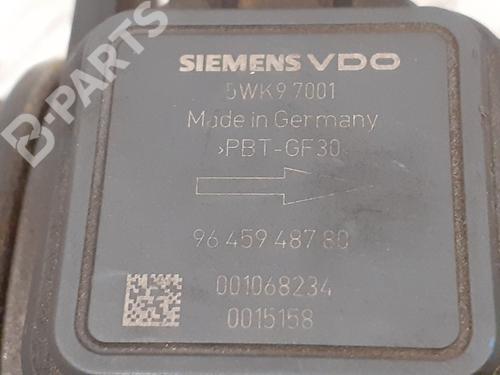 B-PARTS
SIEMENS VDO
5WK9 7001
Made in Germany
>PBT-GF30<
96 459 487 80
001068234
0015158